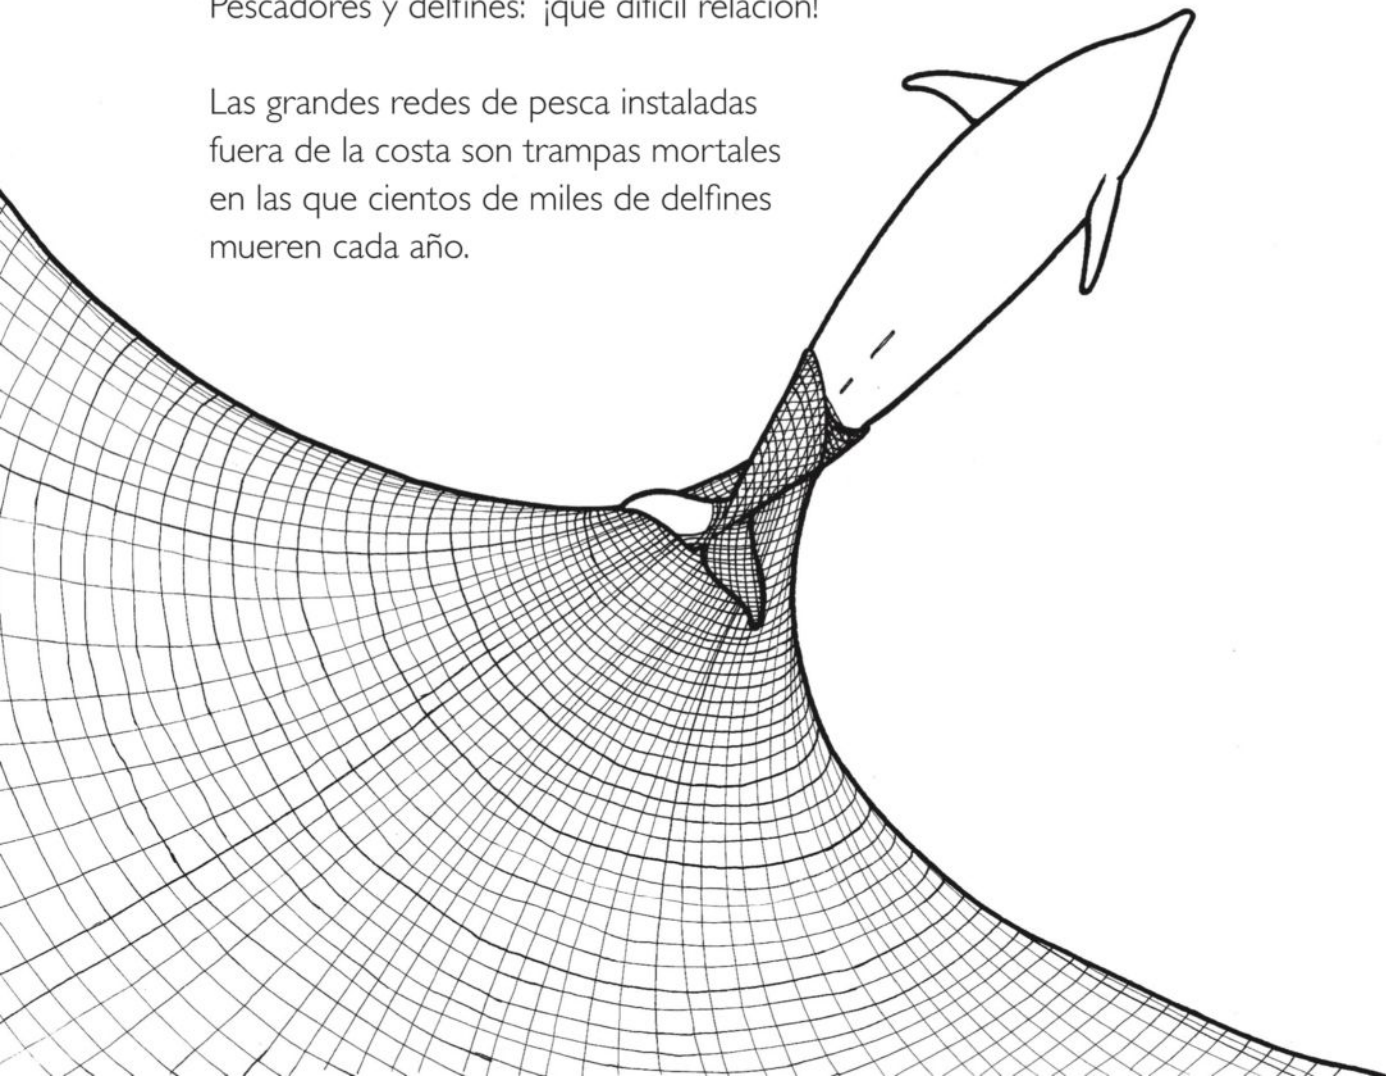 Pescadores y delfines: ¡qué difícil relación!
Las grandes redes de pesca instaladas
fuera de la costa son trampas mortales
en las que cientos de miles de delfines
mueren cada año.